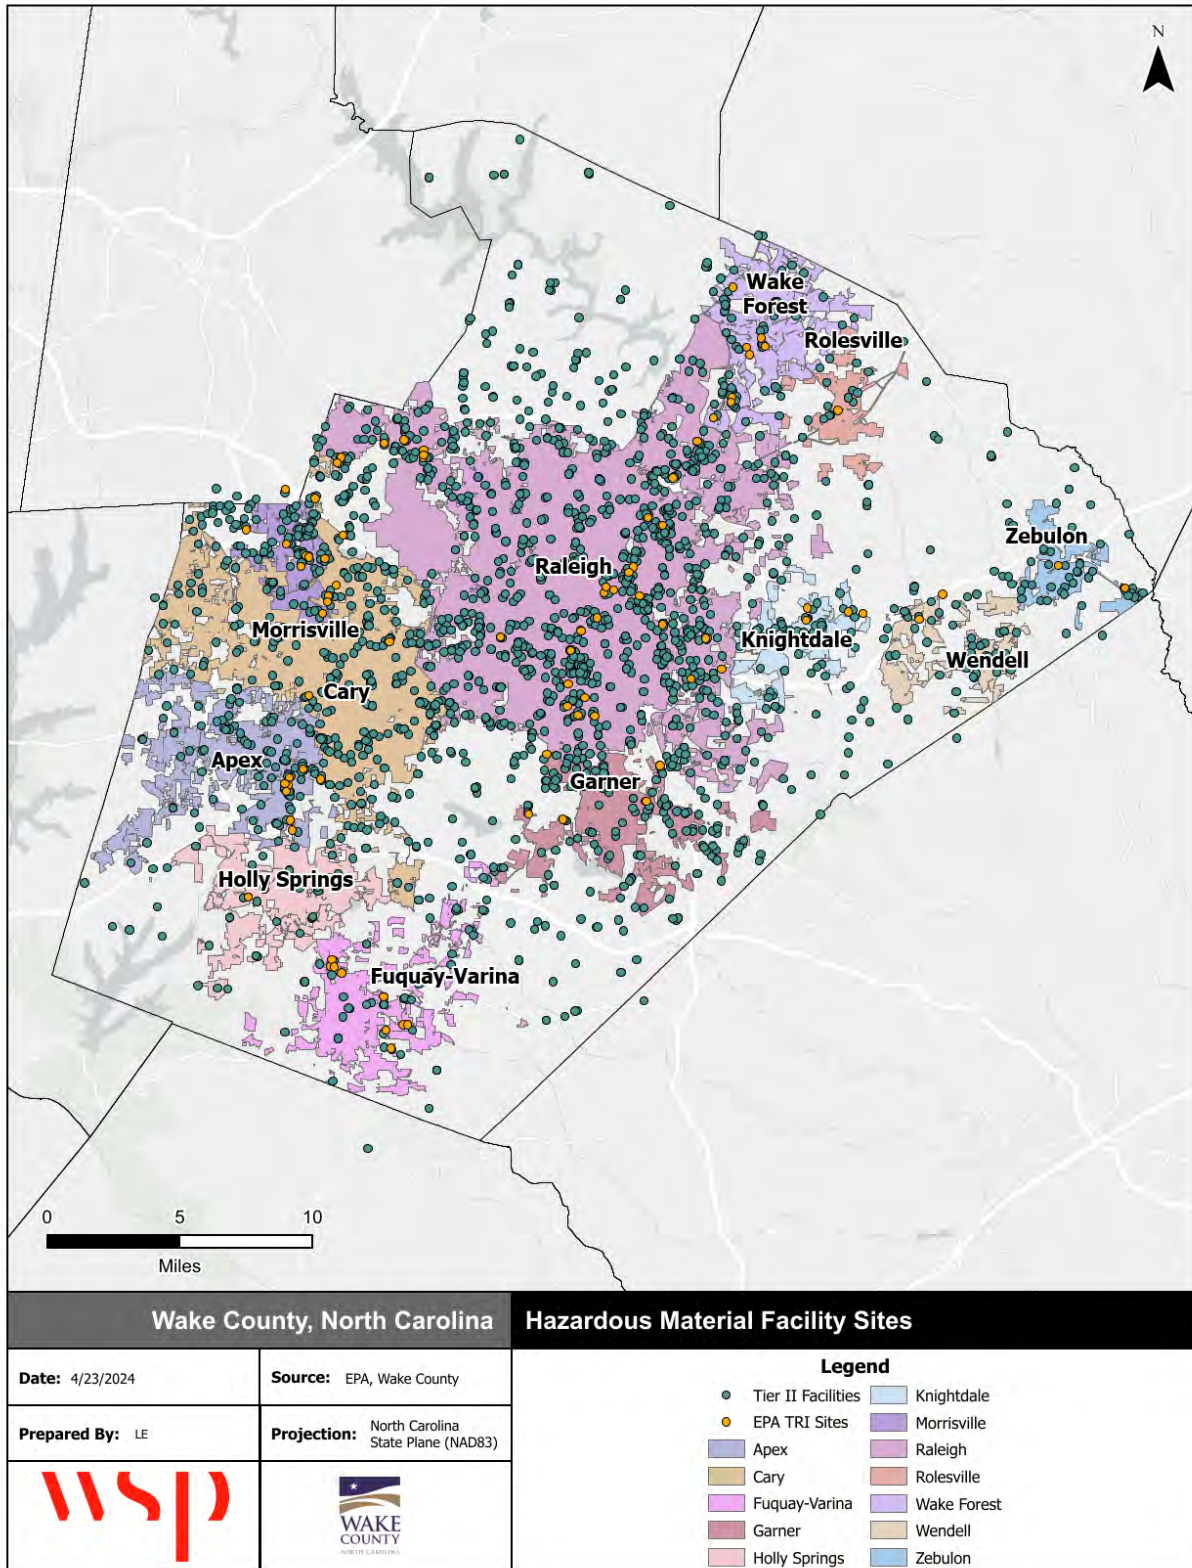 N
Wake
Forest
Rolesville
Zebulon
Raleigh
Morrisville
Knightdale
Wendell
Cary
Apex
Garner
Holly Springs
Fuquay-Varina
0 5 10
Miles
Wake County, North Carolina
Hazardous Material Facility Sites
Date: 4/23/2024
Source: EPA, Wake County
Prepared By: LE
Projection: North Carolina
State Plane (NAD83)
wsp
WAKE
COUNTY
NORTH CAROLINA
Legend
Tier II Facilities
EPA TRI Sites
Apex
Cary
Fuquay-Varina
Garner
Holly Springs
Knightdale
Morrisville
Raleigh
Rolesville
Wake Forest
Wendell
Zebulon